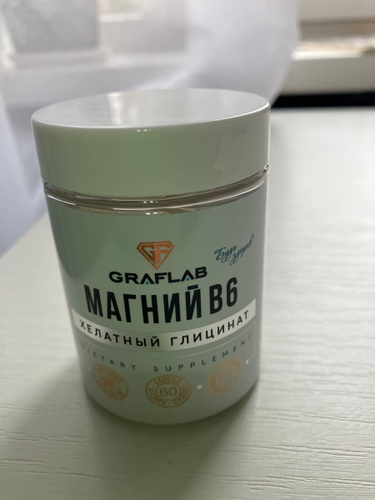 Будь здоров!
GRAFLAB
МАГНИЙ B6
ХЕЛАТНЫЙ ГЛИЦИНАТ
DIETARY SUPPLEMENT
60